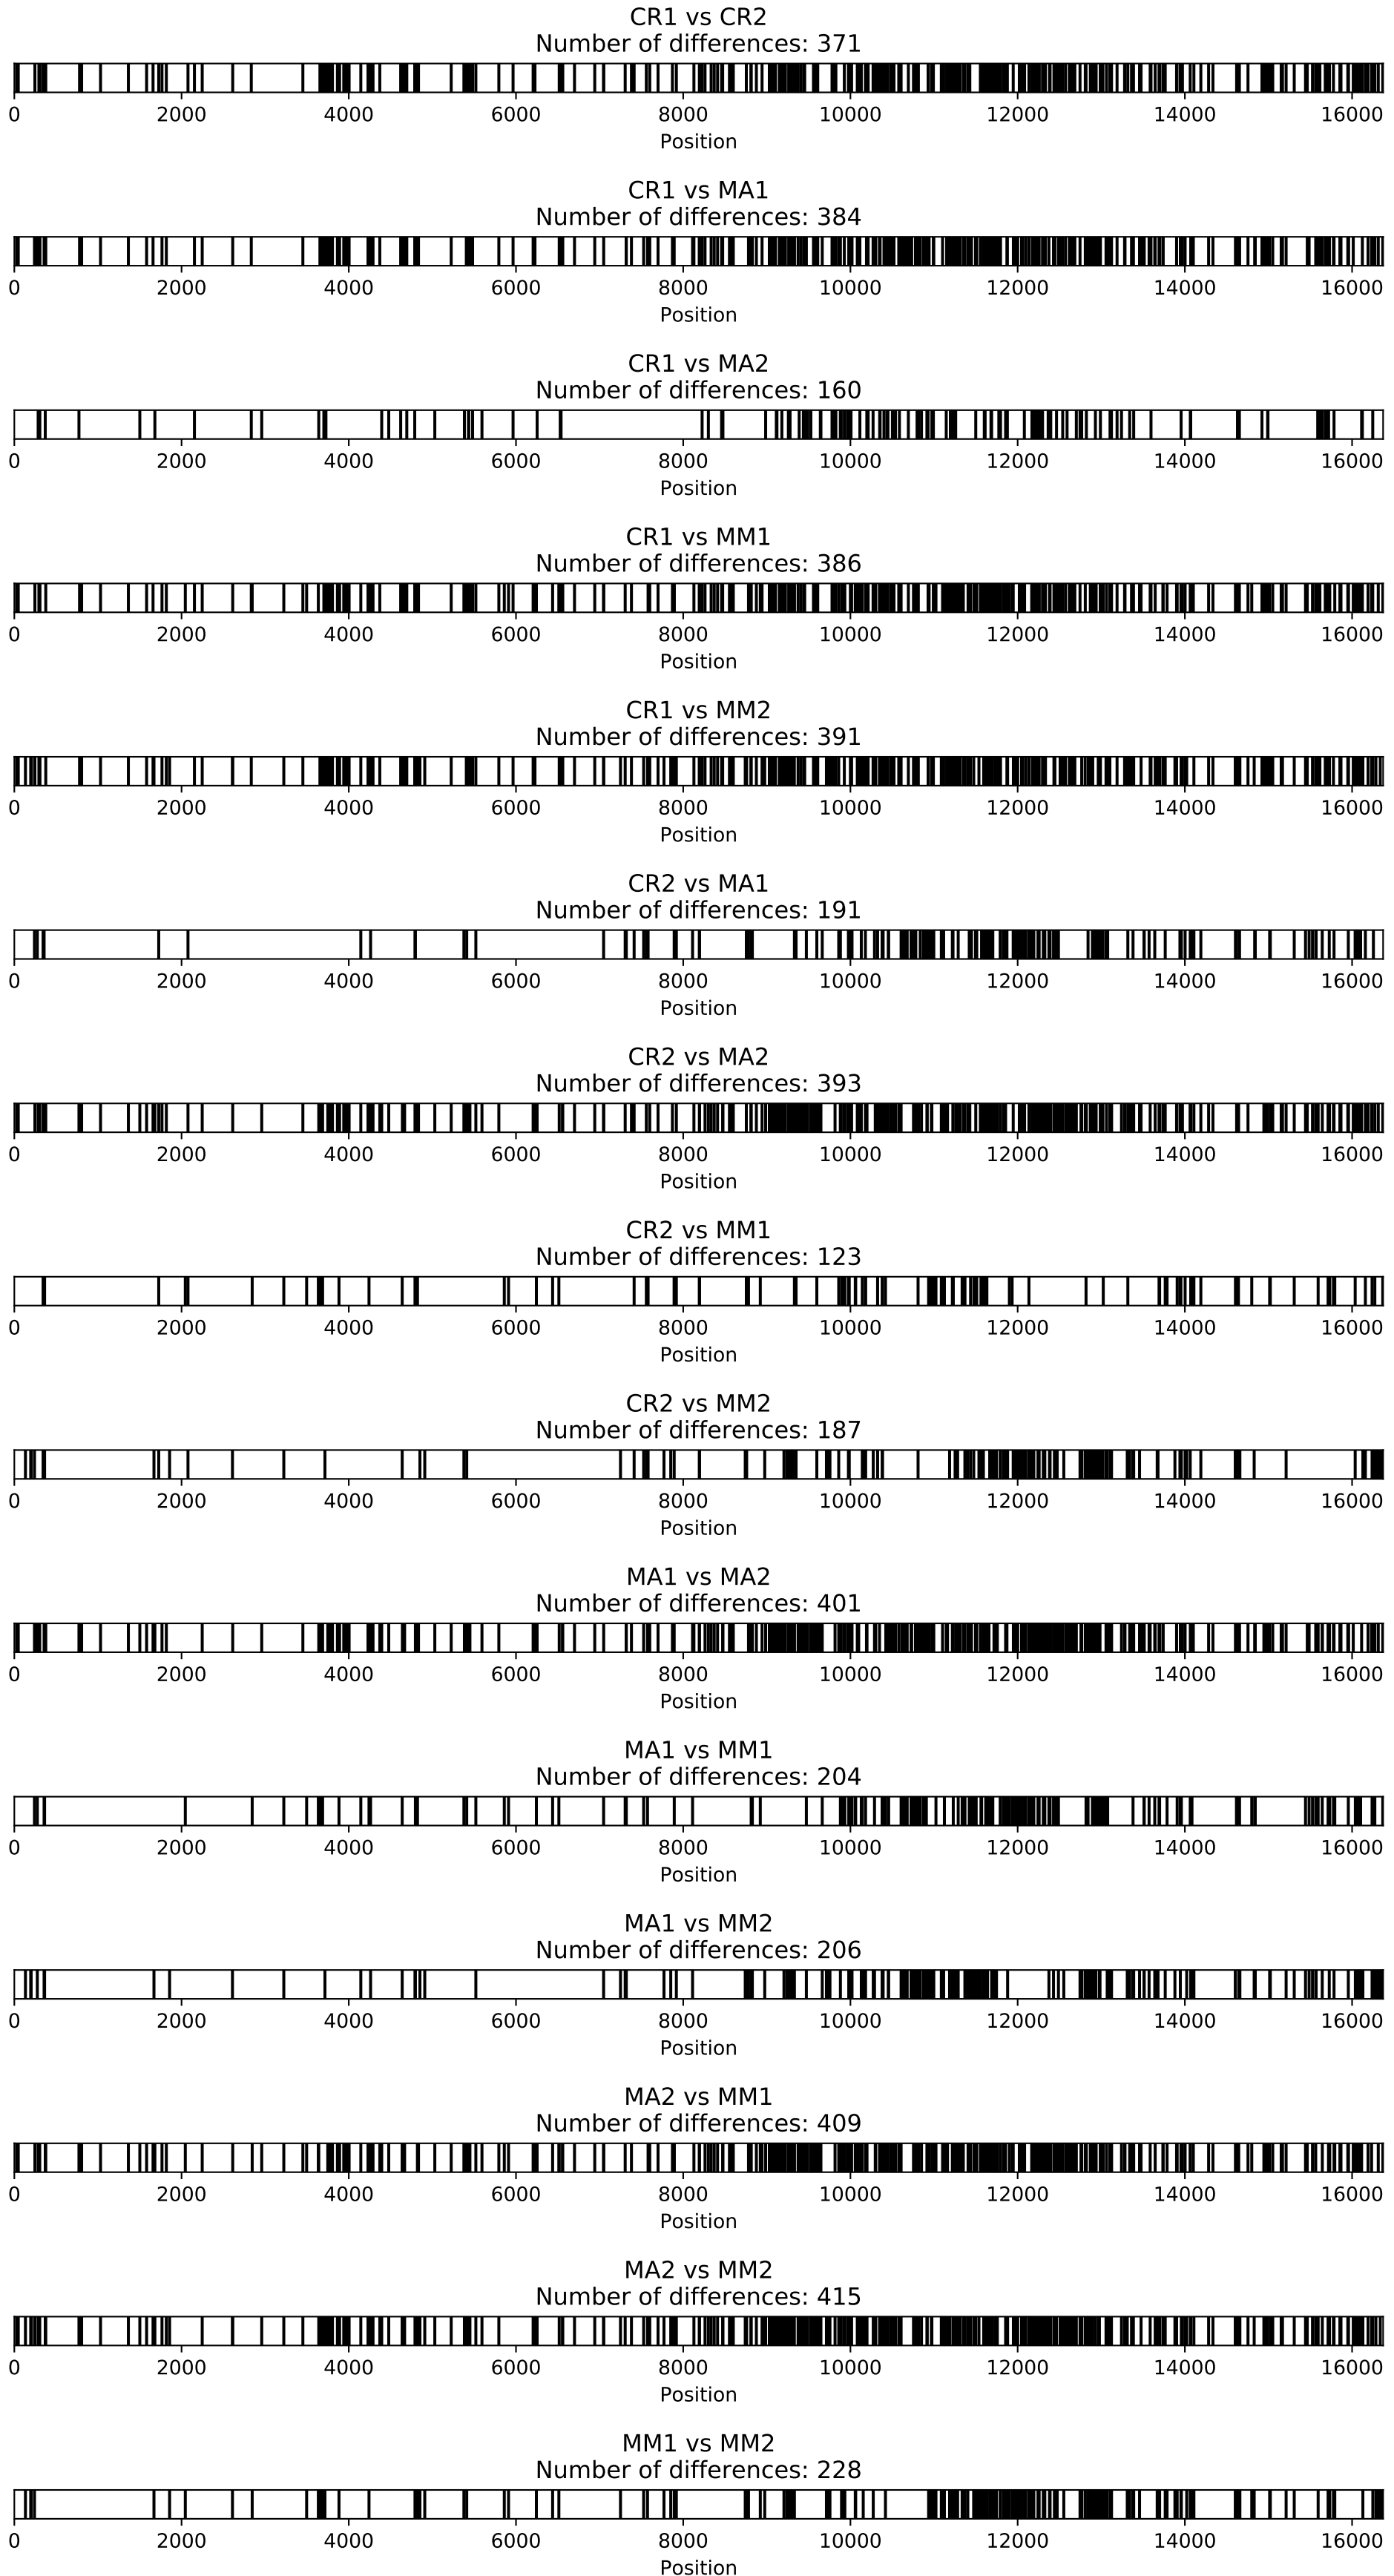 CR1 vs CR2
Number of differences: 371
0 2000 4000 6000 8000 10000 12000 14000 16000
Position
CR1 vs MA1
Number of differences: 384
0 2000 4000 6000 8000 10000 12000 14000 16000
Position
CR1 vs MA2
Number of differences: 160
0 2000 4000 6000 8000 10000 12000 14000 16000
Position
CR1 vs MM1
Number of differences: 386
0 2000 4000 6000 8000 10000 12000 14000 16000
Position
CR1 vs MM2
Number of differences: 391
0 2000 4000 6000 8000 10000 12000 14000 16000
Position
CR2 vs MA1
Number of differences: 191
0 2000 4000 6000 8000 10000 12000 14000 16000
Position
CR2 vs MA2
Number of differences: 393
0 2000 4000 6000 8000 10000 12000 14000 16000
Position
CR2 vs MM1
Number of differences: 123
0 2000 4000 6000 8000 10000 12000 14000 16000
Position
CR2 vs MM2
Number of differences: 187
0 2000 4000 6000 8000 10000 12000 14000 16000
Position
MA1 vs MA2
Number of differences: 401
0 2000 4000 6000 8000 10000 12000 14000 16000
Position
MA1 vs MM1
Number of differences: 204
0 2000 4000 6000 8000 10000 12000 14000 16000
Position
MA1 vs MM2
Number of differences: 206
0 2000 4000 6000 8000 10000 12000 14000 16000
Position
MA2 vs MM1
Number of differences: 409
0 2000 4000 6000 8000 10000 12000 14000 16000
Position
MA2 vs MM2
Number of differences: 415
0 2000 4000 6000 8000 10000 12000 14000 16000
Position
MM1 vs MM2
Number of differences: 228
0 2000 4000 6000 8000 10000 12000 14000 16000
Position